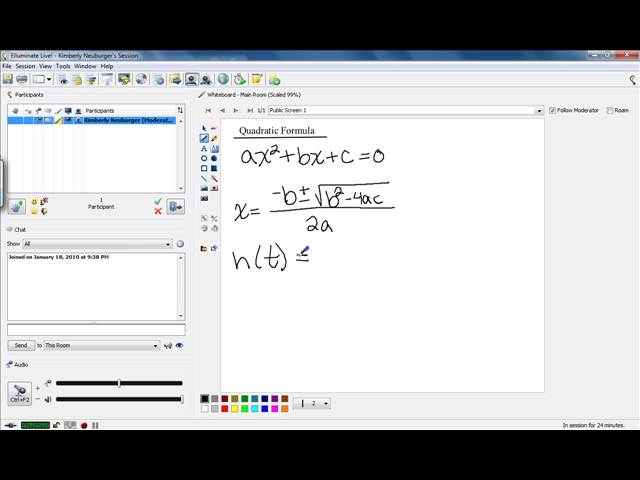 Elluminate Live! - Kimberly Neuburger's Session
File Session View Tools Window Help
Participants
Participants
Kimberly Neuburger (Moderat...
1
Participant
Chat
Show All
Joined on January 18, 2010 at 9:38 PM
Send to This Room
Audio
Ctrl+F2
Whiteboard - Main Room (Scaled 99%)
1/1 Public Screen 1
Follow Moderator Roam
Quadratic Formula
ax²+bx+c=0
x= -b±√b²-4ac
2a
h(t) =
2
In session for 24 minutes.